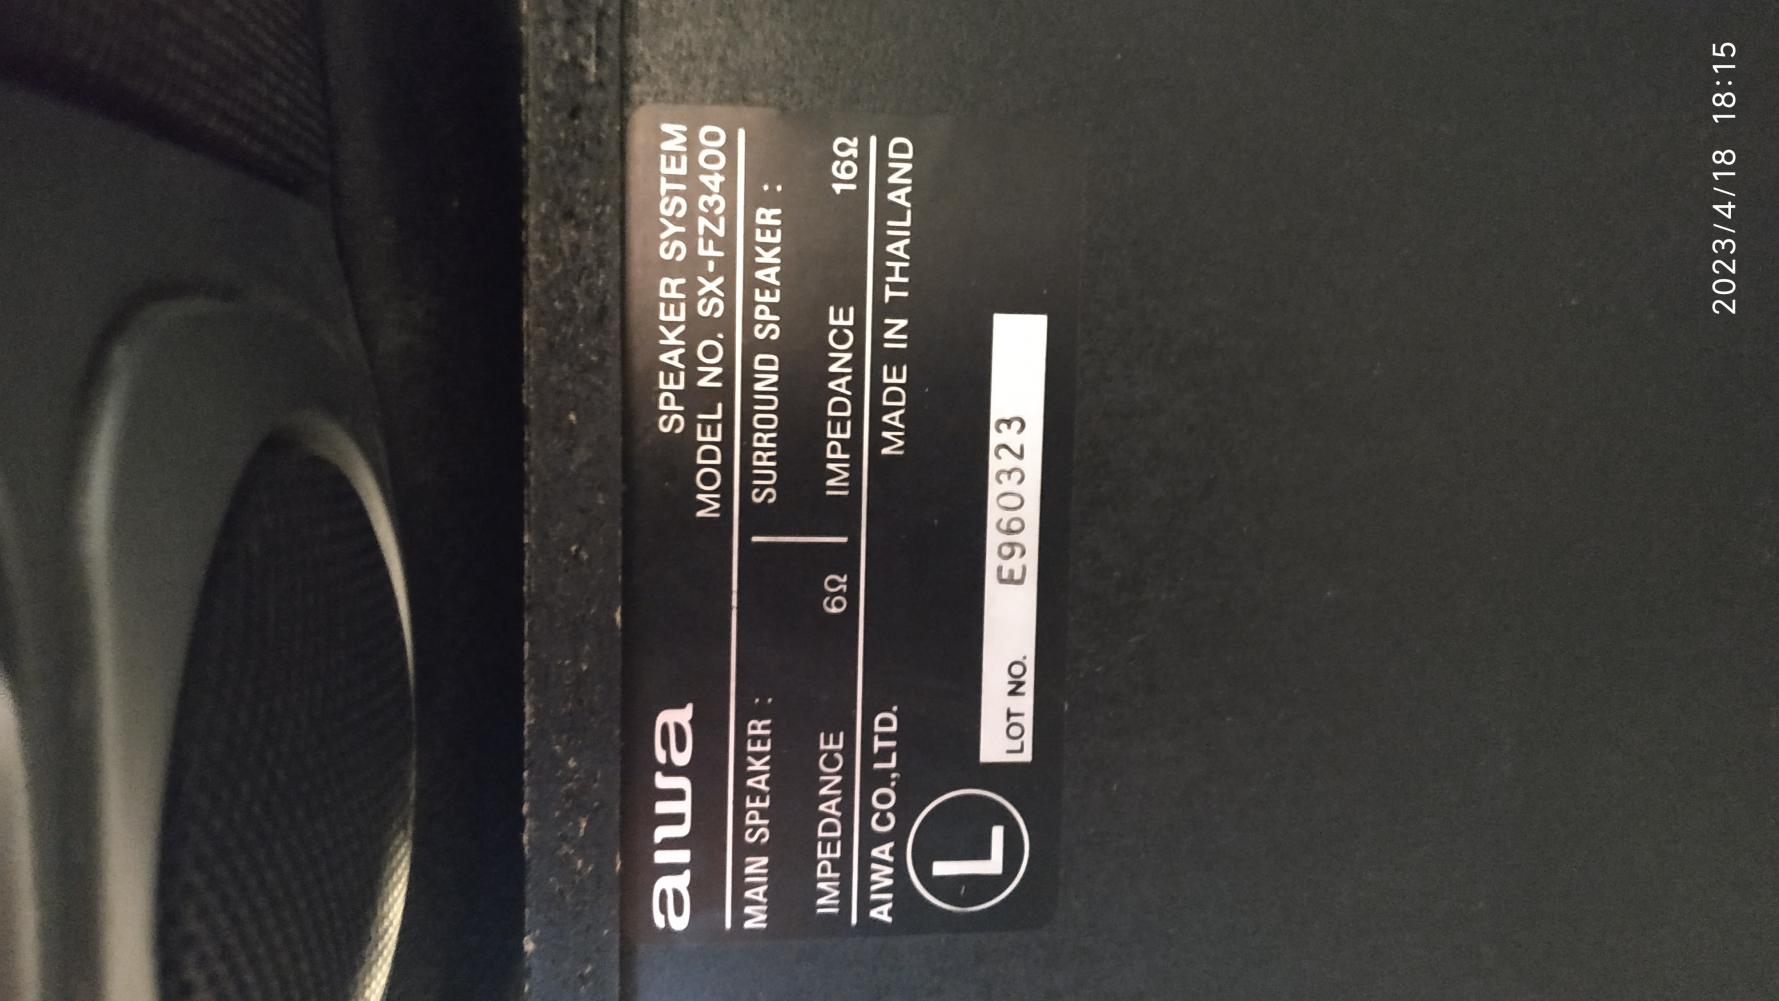 aiwa
SPEAKER SYSTEM
MODEL NO. SX-FZ3400
MAIN SPEAKER :
SURROUND SPEAKER :
IMPEDANCE 6Ω
IMPEDANCE 16Ω
AIWA CO.,LTD.
MADE IN THAILAND
L
LOT NO. E960323
2023/4/18 18:15